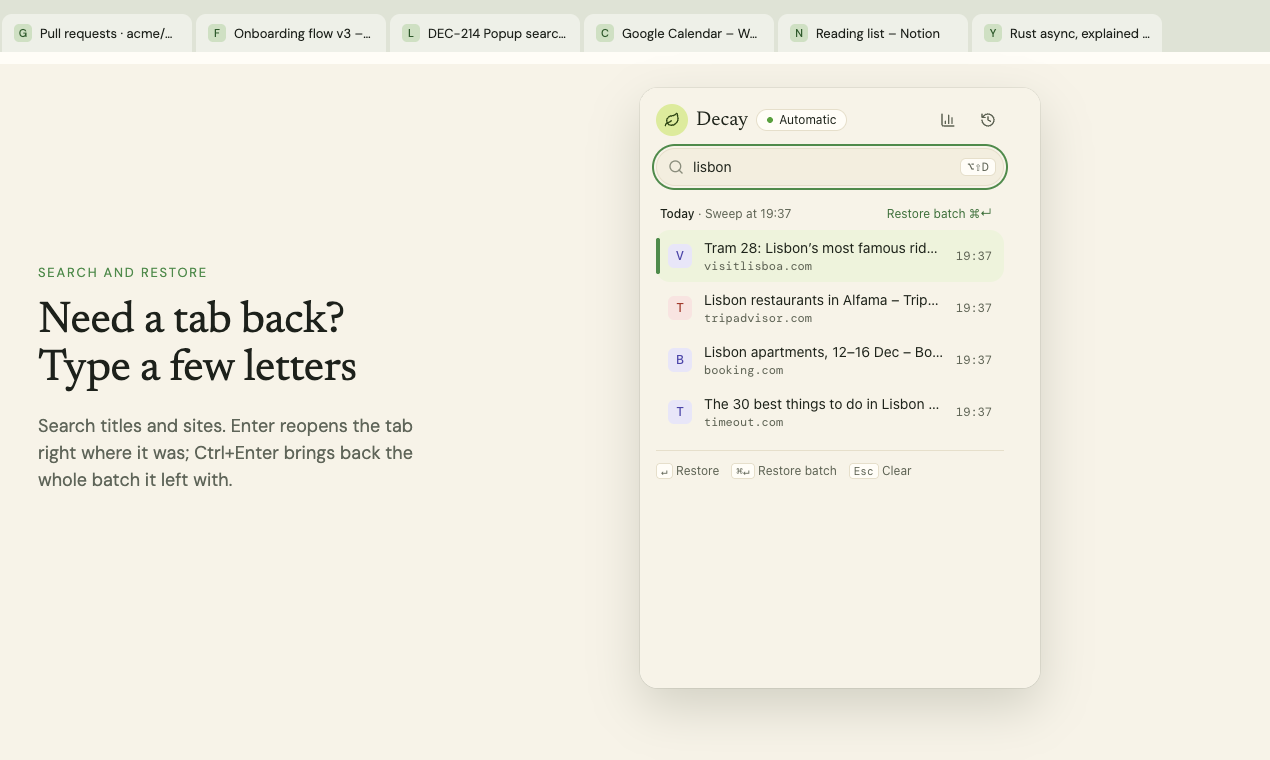 G Pull requests · acme/...
F Onboarding flow v3 –...
L DEC-214 Popup searc...
C Google Calendar – W...
N Reading list – Notion
Y Rust async, explained ...
SEARCH AND RESTORE
Need a tab back?
Type a few letters
Search titles and sites. Enter reopens the tab
right where it was; Ctrl+Enter brings back the
whole batch it left with.
Decay
Automatic
lisbon
⌥⇧D
Today · Sweep at 19:37
Restore batch ⌘↵
V
Tram 28: Lisbon’s most famous rid...
visitlisboa.com
19:37
T
Lisbon restaurants in Alfama – Trip...
tripadvisor.com
19:37
B
Lisbon apartments, 12–16 Dec – Bo...
booking.com
19:37
T
The 30 best things to do in Lisbon ...
timeout.com
19:37
↵ Restore ⌘↵ Restore batch Esc Clear